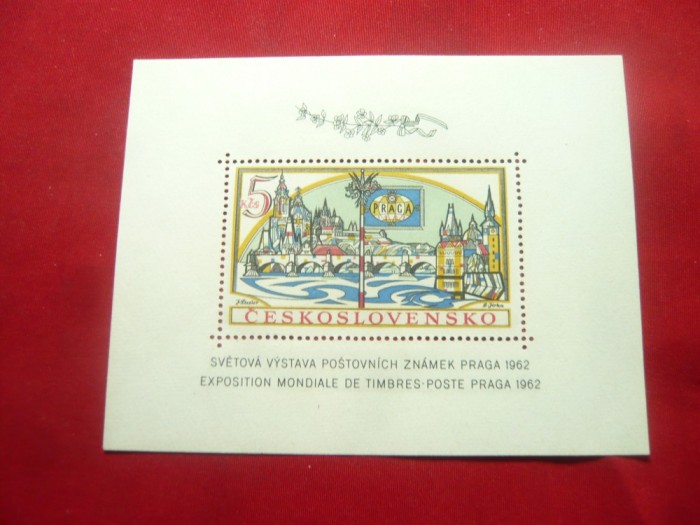 5
Kčs
PRAGA
ČESKOSLOVENSKO
SVĚTOVÁ VÝSTAVA POŠTOVNÍCH ZNÁMEK PRAGA 1962
EXPOSITION MONDIALE DE TIMBRES-POSTE PRAGA 1962